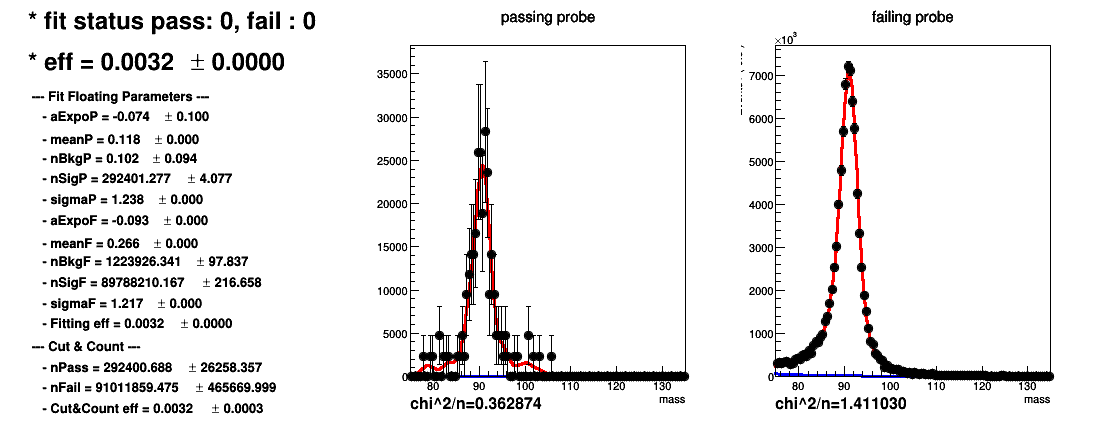 * fit status pass: 0, fail : 0
* eff = 0.0032 ± 0.0000
--- Fit Floating Parameters ---
- aExpoP = -0.074 ± 0.100
- meanP = 0.118 ± 0.000
- nBkgP = 0.102 ± 0.094
- nSigP = 292401.277 ± 4.077
- sigmaP = 1.238 ± 0.000
- aExpoF = -0.093 ± 0.000
- meanF = 0.266 ± 0.000
- nBkgF = 1223926.341 ± 97.837
- nSigF = 89788210.167 ± 216.658
- sigmaF = 1.217 ± 0.000
- Fitting eff = 0.0032 ± 0.0000
--- Cut & Count ---
- nPass = 292400.688 ± 26258.357
- nFail = 91011859.475 ± 465669.999
- Cut&Count eff = 0.0032 ± 0.0003
passing probe
35000
30000
25000
20000
15000
10000
5000
0
80 90 100 110 120 130
mass
chi^2/n=0.362874
failing probe
×10³
7000
6000
5000
4000
3000
2000
1000
0
80 90 100 110 120 130
mass
chi^2/n=1.411030